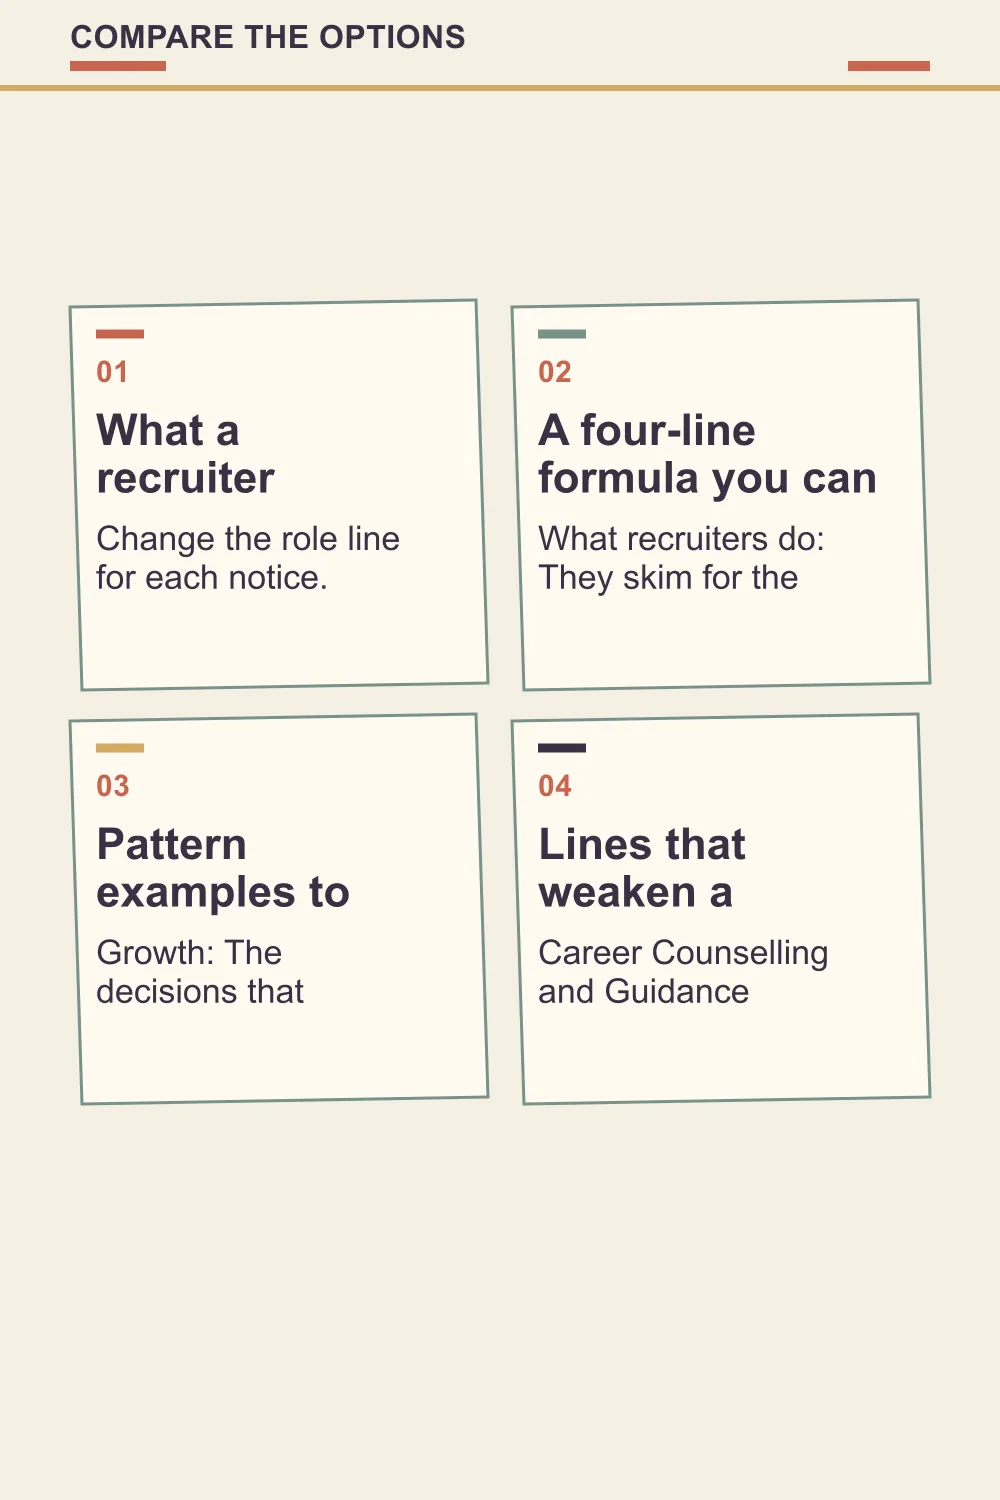 COMPARE THE OPTIONS
01
What a
recruiter
Change the role line
for each notice.
02
A four-line
formula you can
What recruiters do:
They skim for the
03
Pattern
examples to
Growth: The
decisions that
04
Lines that
weaken a
Career Counselling
and Guidance